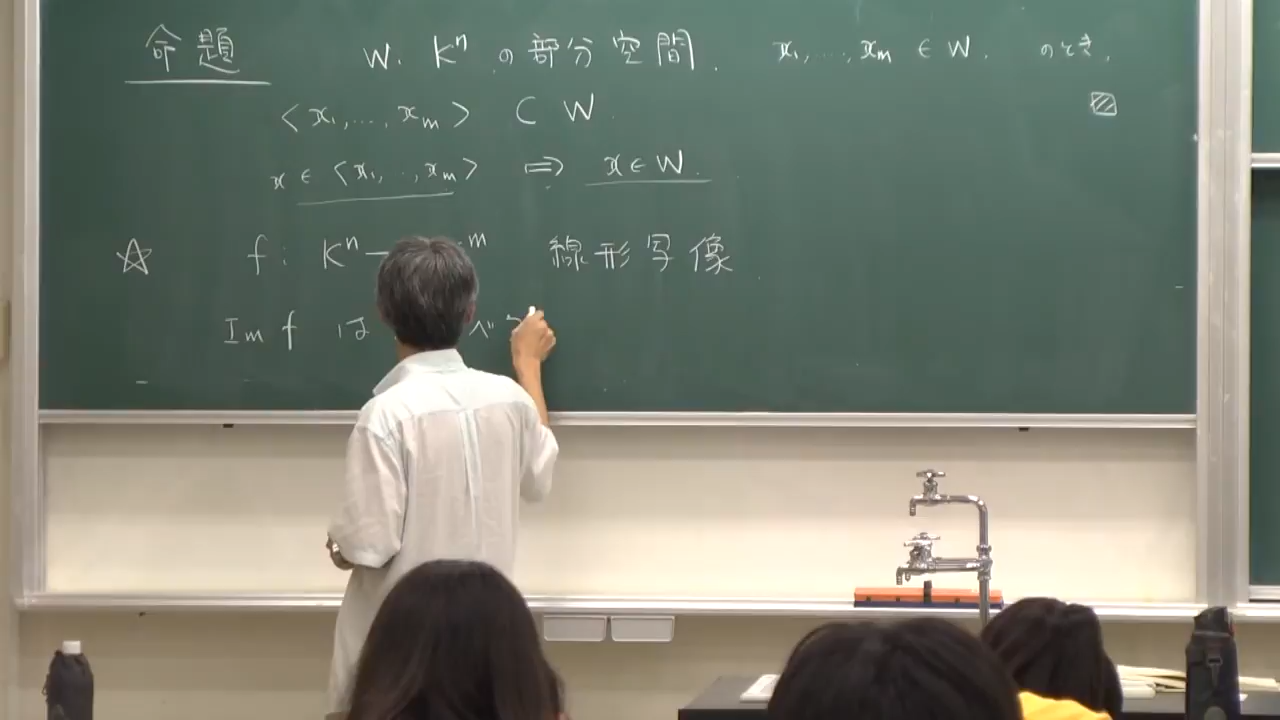 命題 W. Kⁿ の部分空間. x₁, …, xₘ ∈ W. のとき,
<x₁, …, xₘ> ⊂ W.
x ∈ <x₁, …, xₘ> ⇒ x ∈ W.
☆ f: Kⁿ — ᵐ 線形写像.
Im f は べ